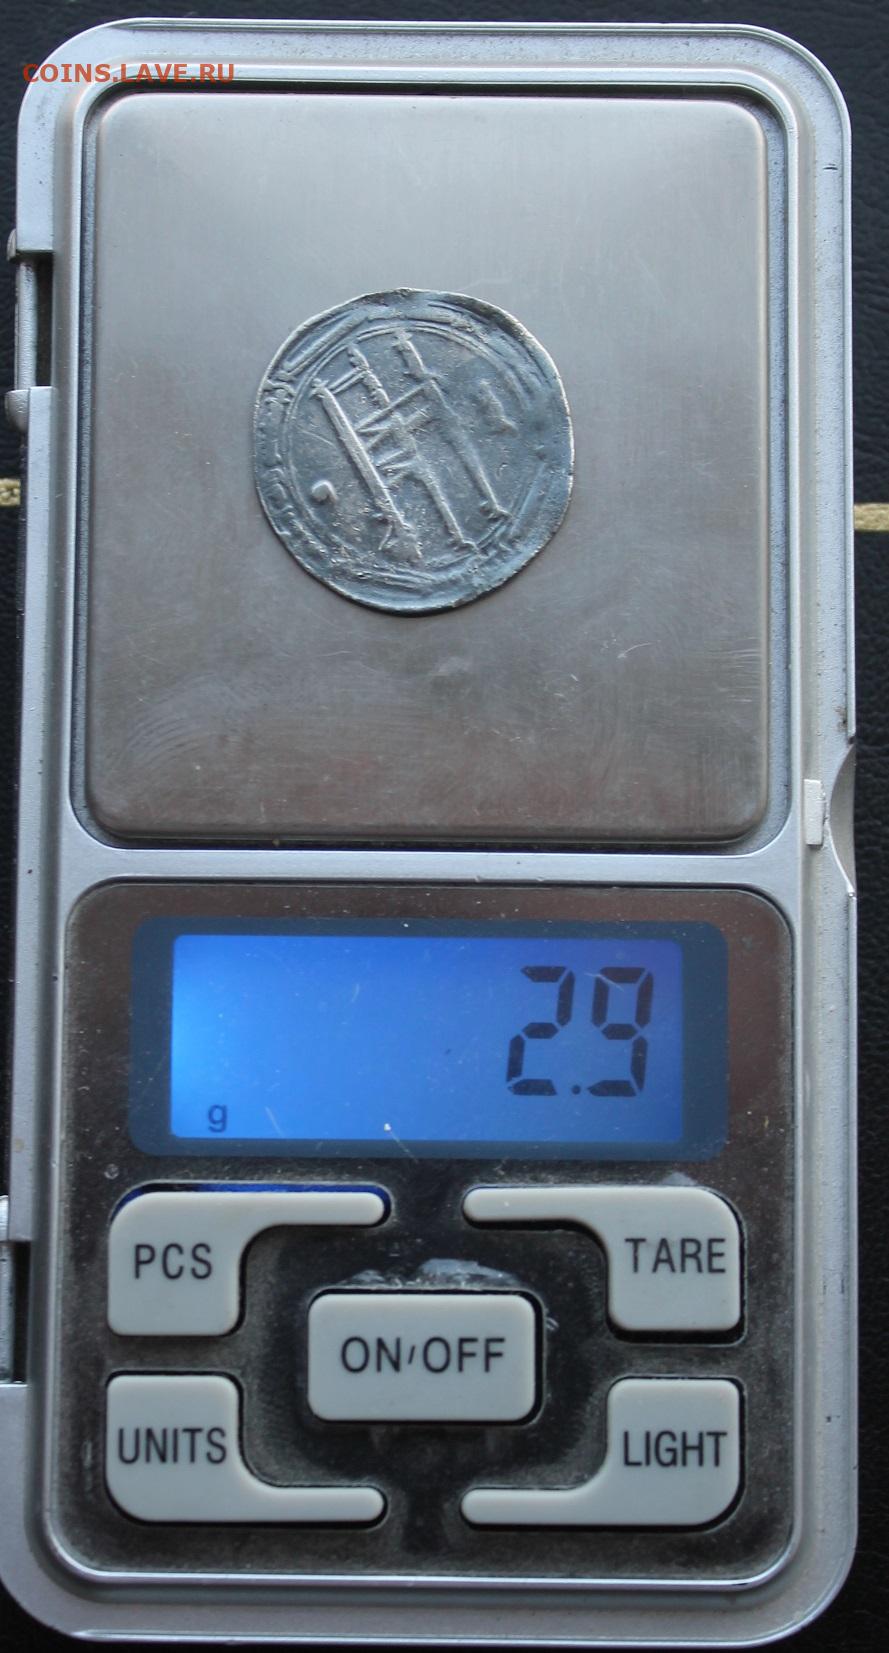 COINS.LAVE.RU
2.9
g
PCS
TARE
ON/OFF
UNITS
LIGHT